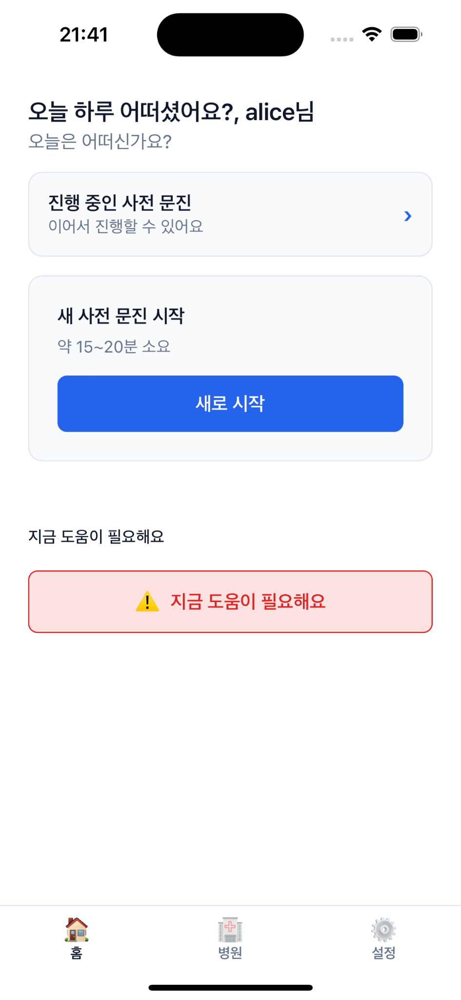 21:41
오늘 하루 어떠셨어요?, alice님
오늘은 어떠신가요?
진행 중인 사전 문진
이어서 진행할 수 있어요
새 사전 문진 시작
약 15~20분 소요
새로 시작
지금 도움이 필요해요
지금 도움이 필요해요
홈
병원
설정